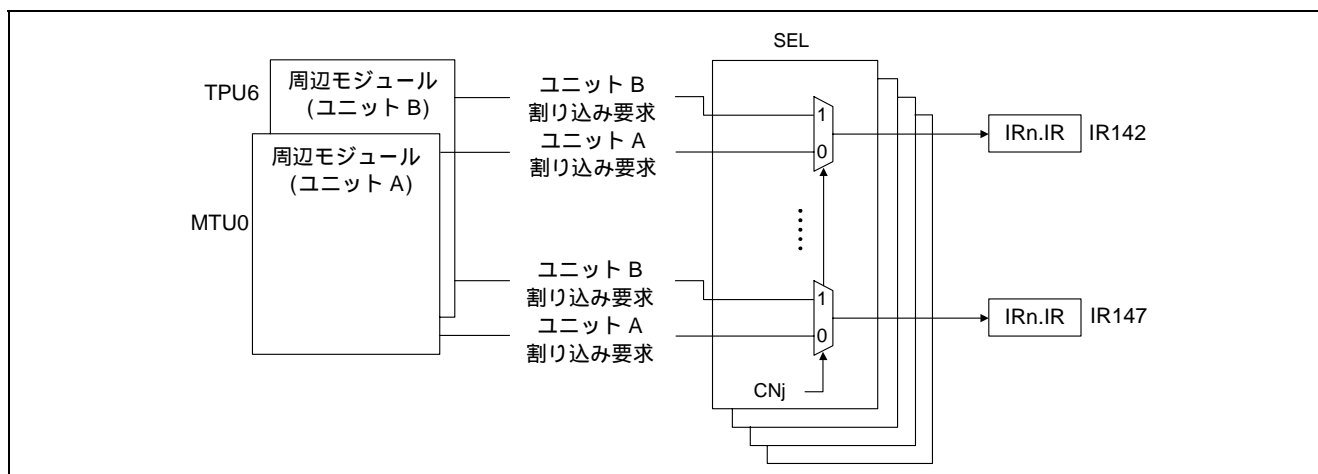 SEL
TPU6
周辺モジュール
(ユニット B)
ユニット B
割り込み要求
1
IRn.IR
IR142
周辺モジュール
(ユニット A)
ユニット A
割り込み要求
0
MTU0
ユニット B
割り込み要求
1
IRn.IR
IR147
ユニット A
割り込み要求
0
CNj